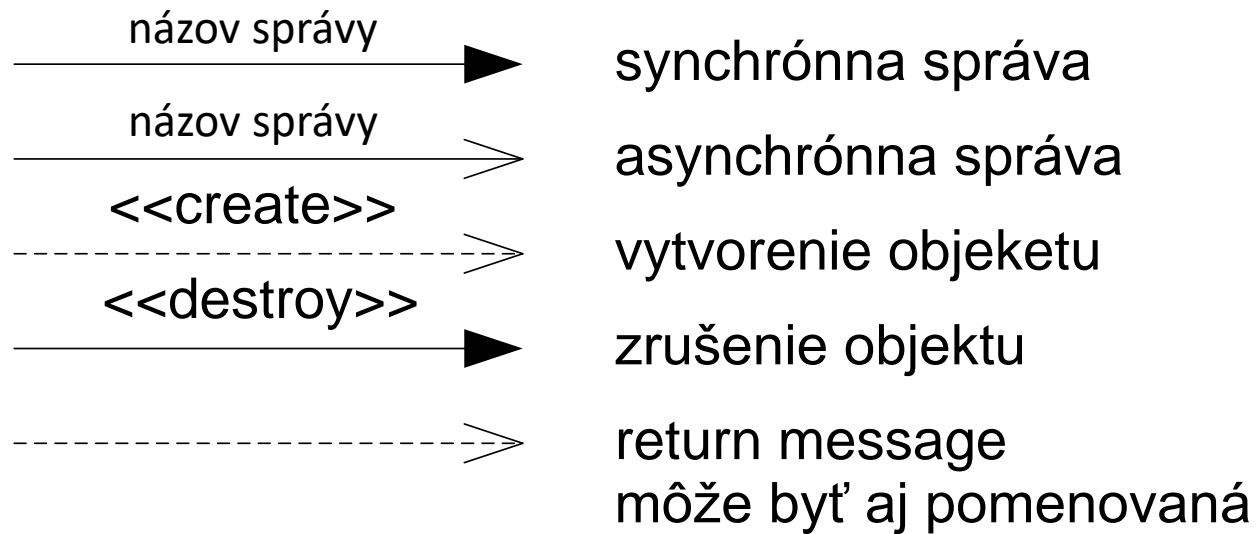 názov správy
synchrónna správa
názov správy
asynchrónna správa
<<create>>
vytvorenie objeketu
<<destroy>>
zrušenie objektu
return message
môže byť aj pomenovaná